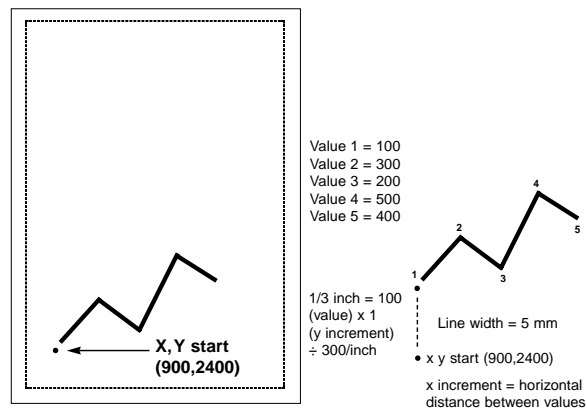 X,Y start
(900,2400)
Value 1 = 100
Value 2 = 300
Value 3 = 200
Value 4 = 500
Value 5 = 400
1
2
3
4
5
1/3 inch = 100
(value) x 1
(y increment)
÷ 300/inch
Line width = 5 mm
x y start (900,2400)
x increment = horizontal
distance between values